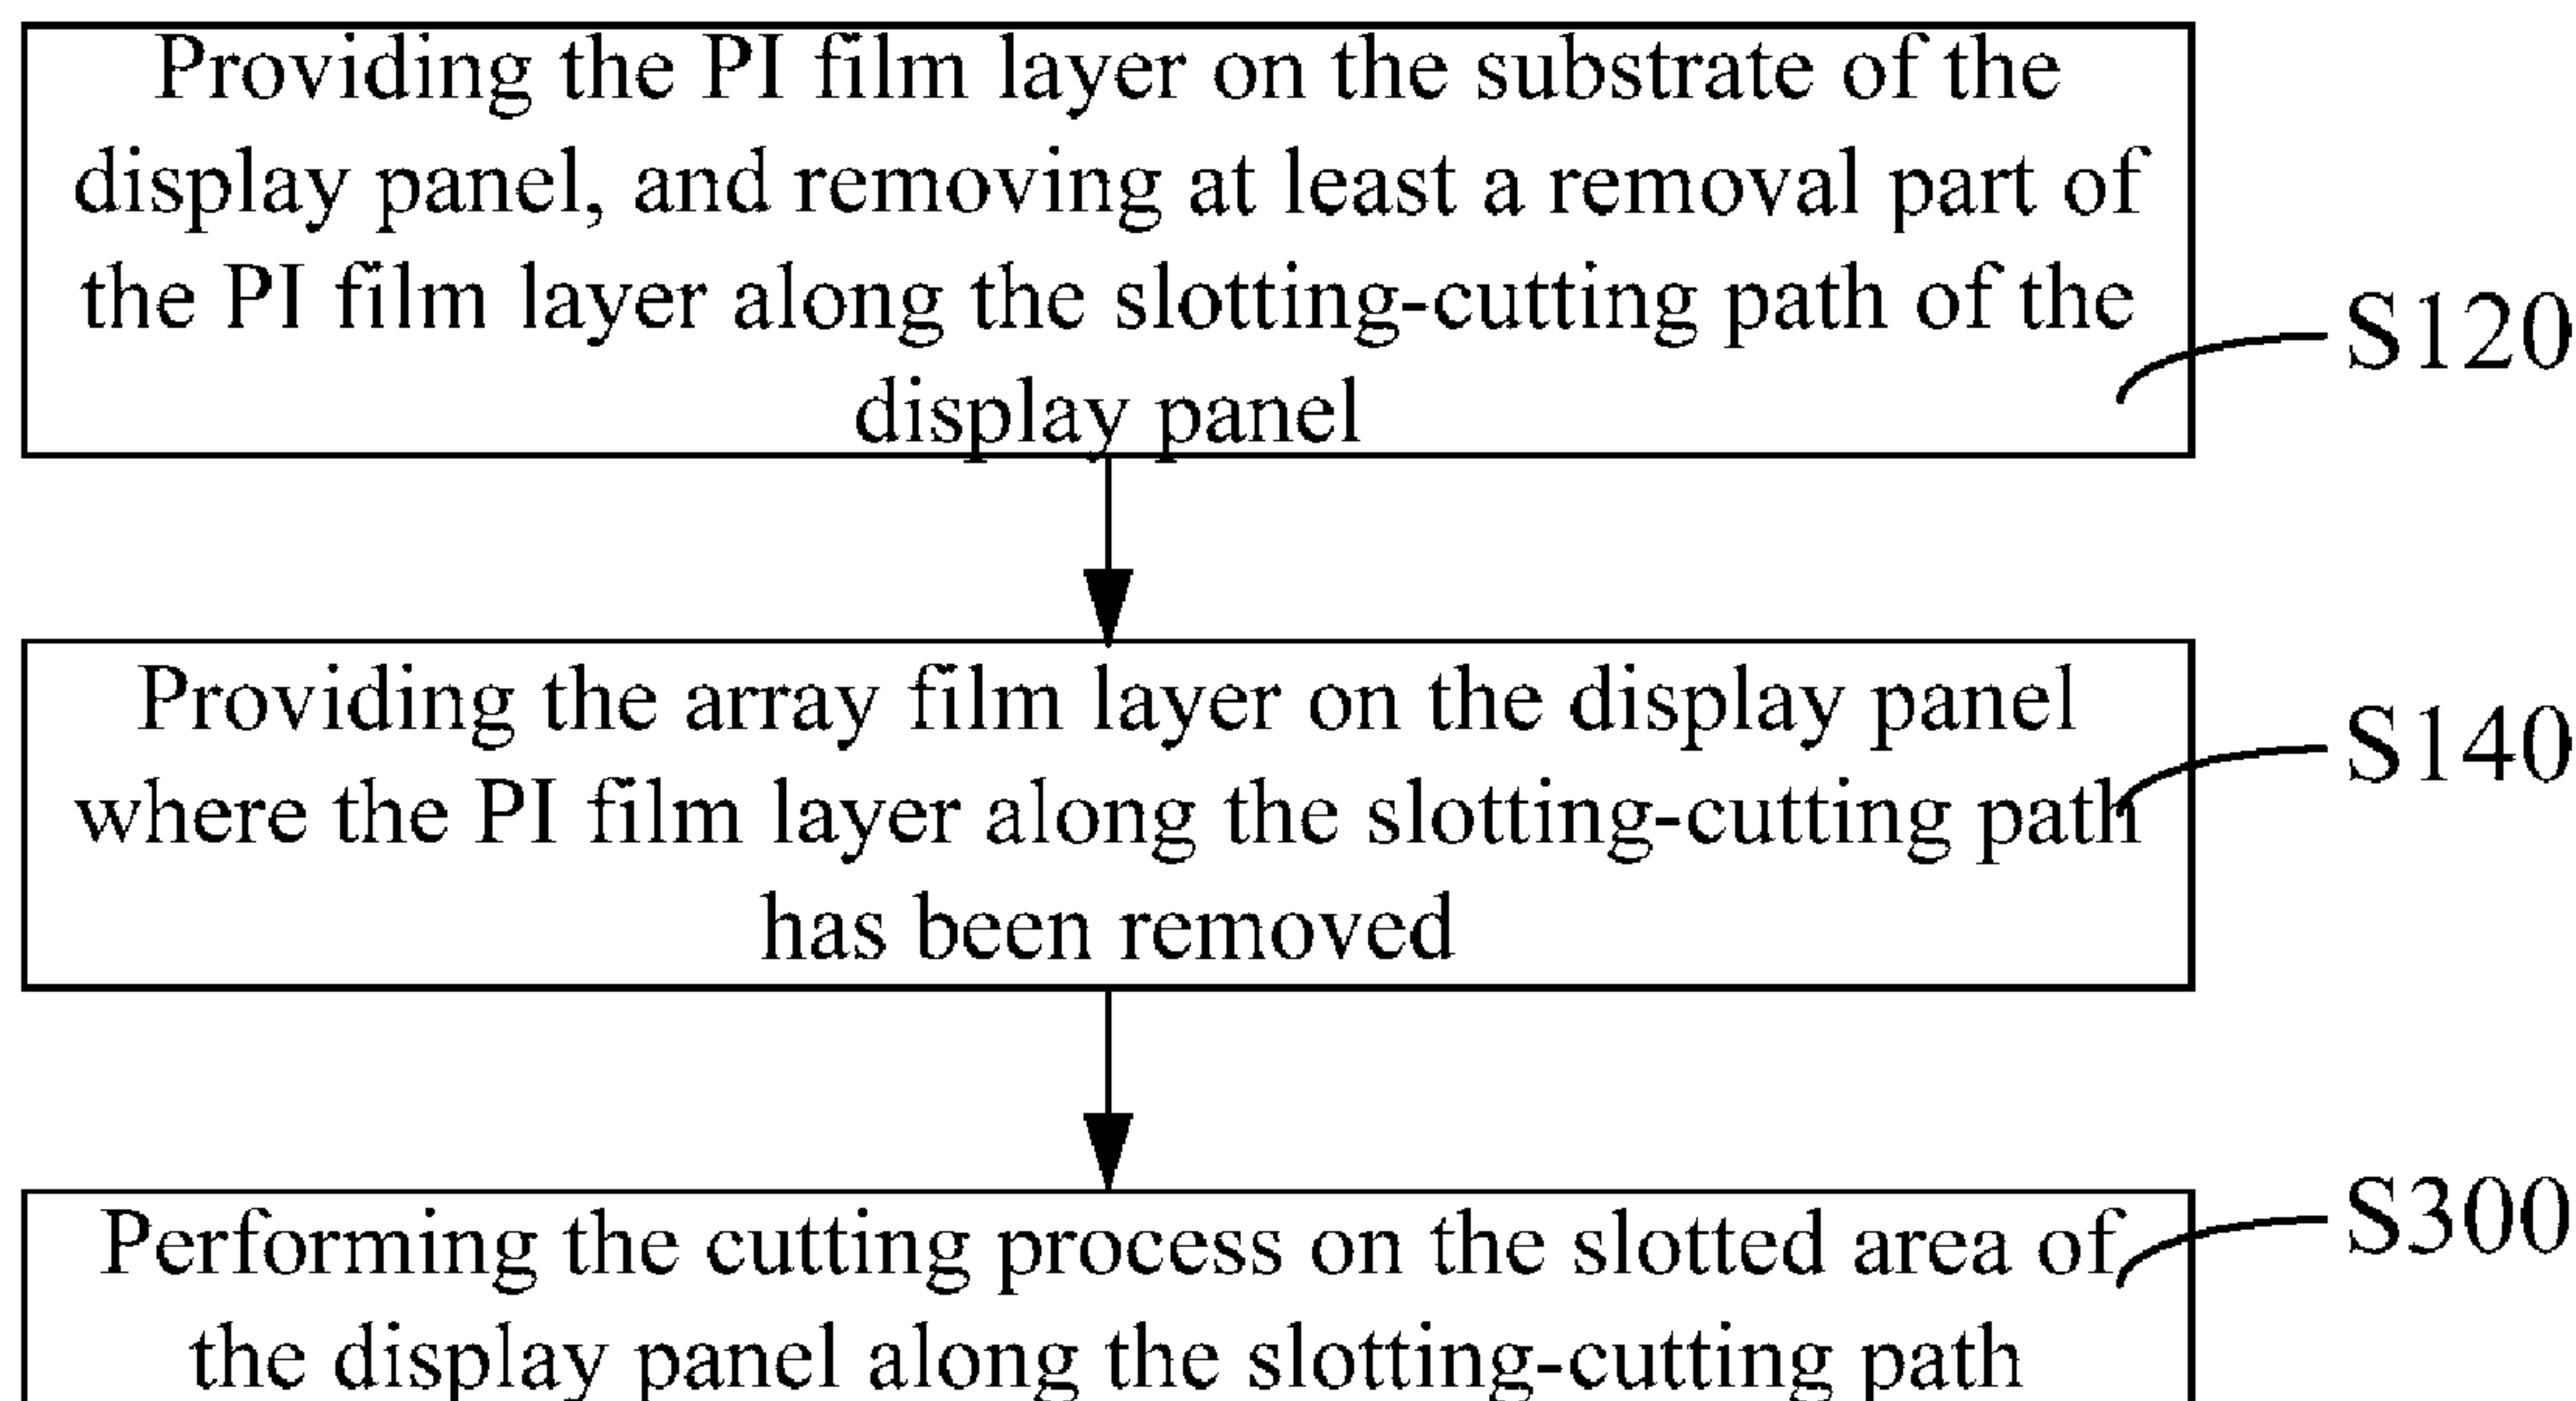 Providing the PI film layer on the substrate of the
display panel, and removing at least a removal part of
the PI film layer along the slotting-cutting path of the
display panel
S120
Providing the array film layer on the display panel
where the PI film layer along the slotting-cutting path
has been removed
S140
Performing the cutting process on the slotted area of
the display panel along the slotting-cutting path
S300